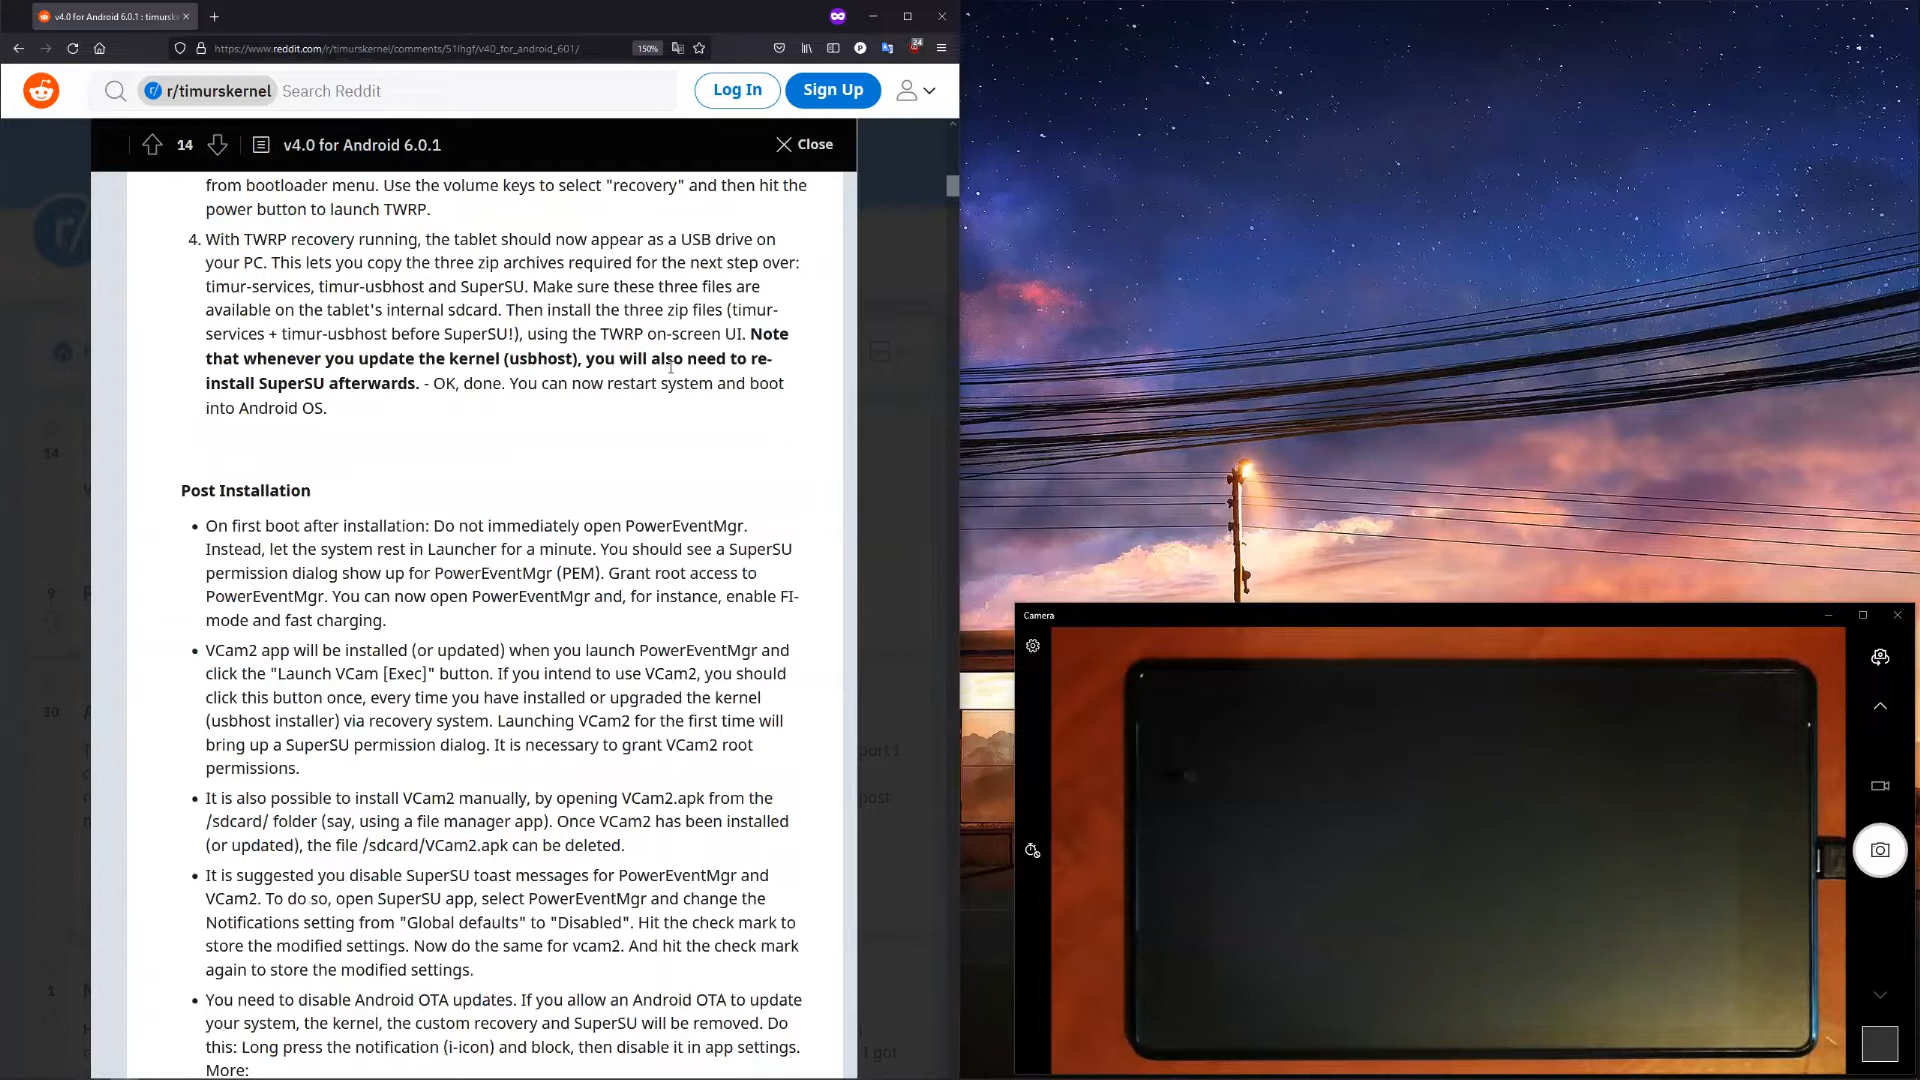 v4.0 for Android 6.0.1 : timursk
https://www.reddit.com/r/timurskernel/comments/51lhgf/v40_for_android_601/
150%
24
r/timurskernel
Search Reddit
Log In
Sign Up
14
v4.0 for Android 6.0.1
Close
from bootloader menu. Use the volume keys to select "recovery" and then hit the
power button to launch TWRP.
4. With TWRP recovery running, the tablet should now appear as a USB drive on
your PC. This lets you copy the three zip archives required for the next step over:
timur-services, timur-usbhost and SuperSU. Make sure these three files are
available on the tablet's internal sdcard. Then install the three zip files (timur-
services + timur-usbhost before SuperSU!), using the TWRP on-screen UI. Note
that whenever you update the kernel (usbhost), you will also need to re-
install SuperSU afterwards. - OK, done. You can now restart system and boot
into Android OS.
Post Installation
• On first boot after installation: Do not immediately open PowerEventMgr.
Instead, let the system rest in Launcher for a minute. You should see a SuperSU
permission dialog show up for PowerEventMgr (PEM). Grant root access to
PowerEventMgr. You can now open PowerEventMgr and, for instance, enable FI-
mode and fast charging.
• VCam2 app will be installed (or updated) when you launch PowerEventMgr and
click the "Launch VCam [Exec]" button. If you intend to use VCam2, you should
click this button once, every time you have installed or upgraded the kernel
(usbhost installer) via recovery system. Launching VCam2 for the first time will
bring up a SuperSU permission dialog. It is necessary to grant VCam2 root
permissions.
• It is also possible to install VCam2 manually, by opening VCam2.apk from the
/sdcard/ folder (say, using a file manager app). Once VCam2 has been installed
(or updated), the file /sdcard/VCam2.apk can be deleted.
• It is suggested you disable SuperSU toast messages for PowerEventMgr and
VCam2. To do so, open SuperSU app, select PowerEventMgr and change the
Notifications setting from "Global defaults" to "Disabled". Hit the check mark to
store the modified settings. Now do the same for vcam2. And hit the check mark
again to store the modified settings.
• You need to disable Android OTA updates. If you allow an Android OTA to update
your system, the kernel, the custom recovery and SuperSU will be removed. Do
this: Long press the notification (i-icon) and block, then disable it in app settings.
More:
14
9
30
1
I got
Camera